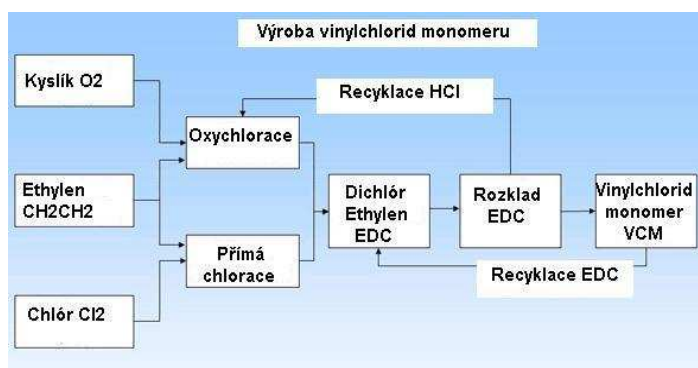 Výroba vinylchlorid monomeru
Kyslík O2
Recyklace HCl
Oxychlorace
Ethylen
CH2CH2
Dichlór
Ethylen
EDC
Rozklad
EDC
Vinylchlorid
monomer
VCM
Přímá
chlorace
Recyklace EDC
Chlór Cl2